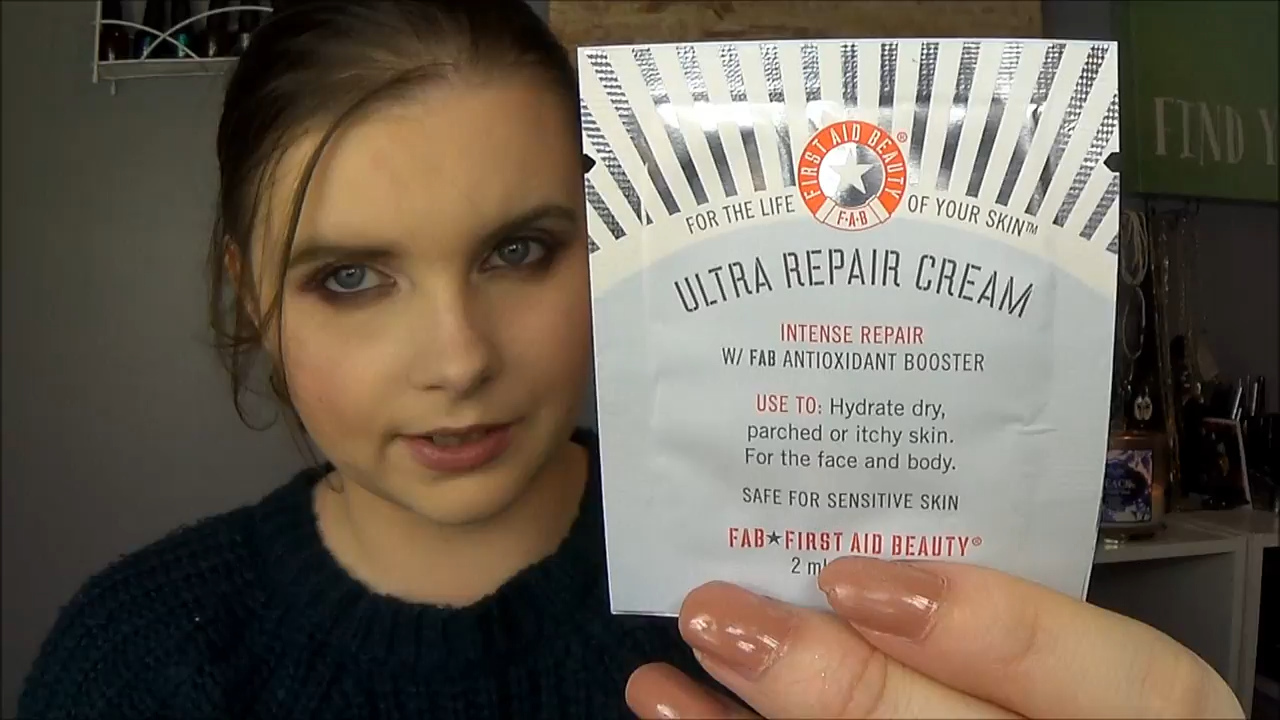 FIND Y
FIRST AID BEAUTY®
F·A·B
FOR THE LIFE OF YOUR SKIN™
ULTRA REPAIR CREAM
INTENSE REPAIR
W/ FAB ANTIOXIDANT BOOSTER
USE TO: Hydrate dry,
parched or itchy skin.
For the face and body.
SAFE FOR SENSITIVE SKIN
FAB★FIRST AID BEAUTY®
2 ml